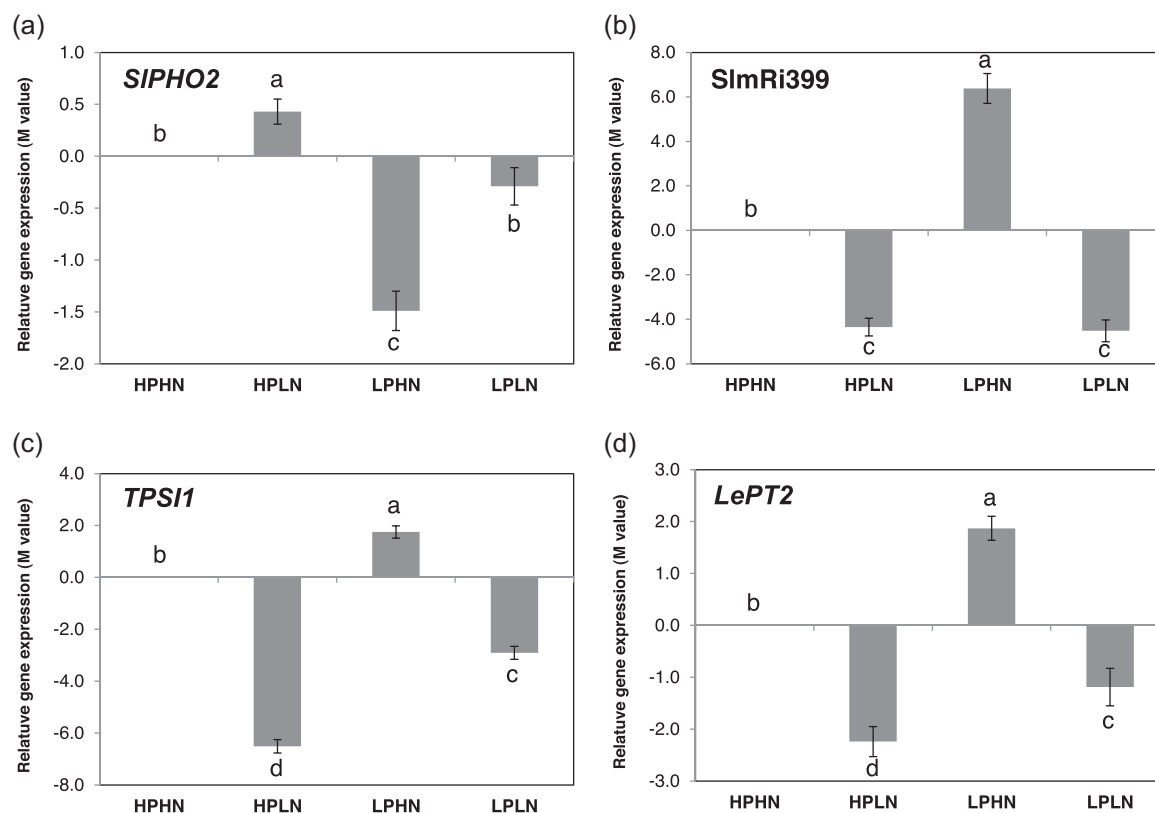 (a)
Relatuve gene expression (M value)
1.0
0.5
0.0
-0.5
-1.0
-1.5
-2.0
SlPHO2
b
a
c
b
HPHN HPLN LPHN LPLN
(b)
Relatuve gene expression (M value)
8.0
6.0
4.0
2.0
0.0
-2.0
-4.0
-6.0
SlmRi399
b
c
a
c
HPHN HPLN LPHN LPLN
(c)
Relatuve gene expression (M value)
4.0
2.0
0.0
-2.0
-4.0
-6.0
-8.0
TPSI1
b
d
a
c
HPHN HPLN LPHN LPLN
(d)
Relatuve gene expression (M value)
3.0
2.0
1.0
0.0
-1.0
-2.0
-3.0
LePT2
b
d
a
c
HPHN HPLN LPHN LPLN